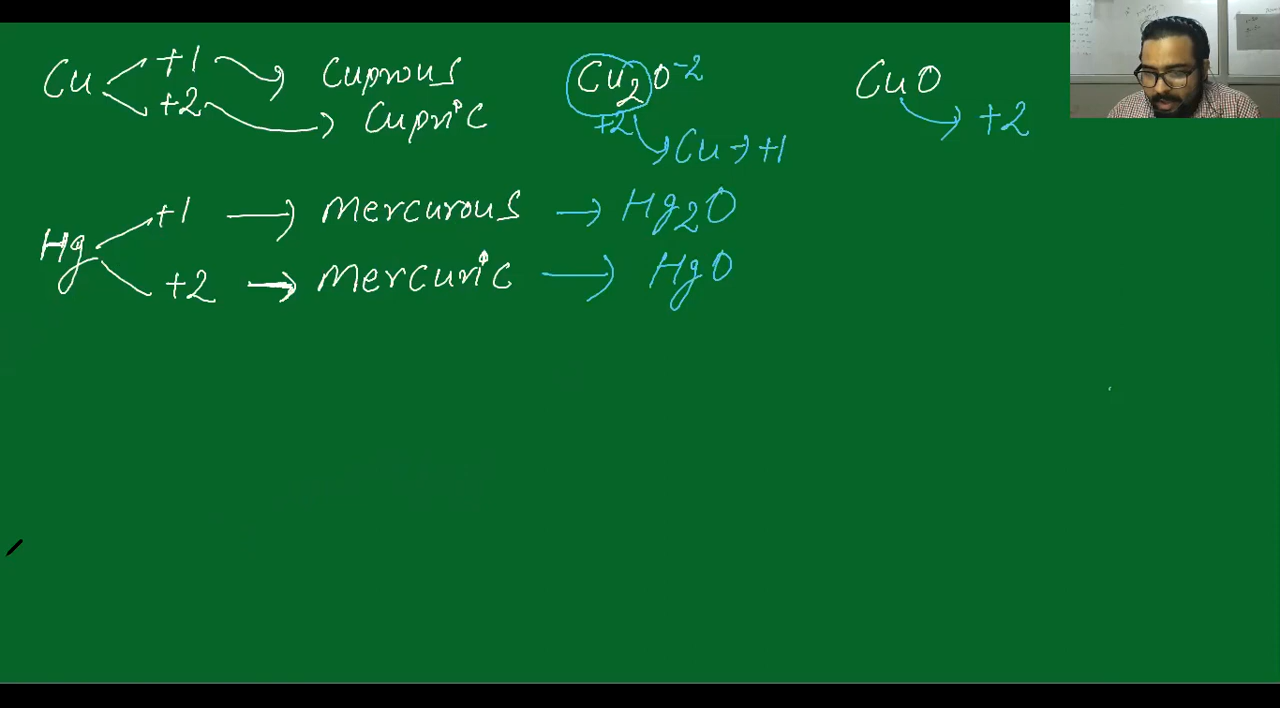 Cu +1 Cuprous Cu2O-2 CuO
+2 Cupric +2 +2
Cu → +1
Hg +1 → Mercurous → Hg2O
+2 → Mercuric → HgO